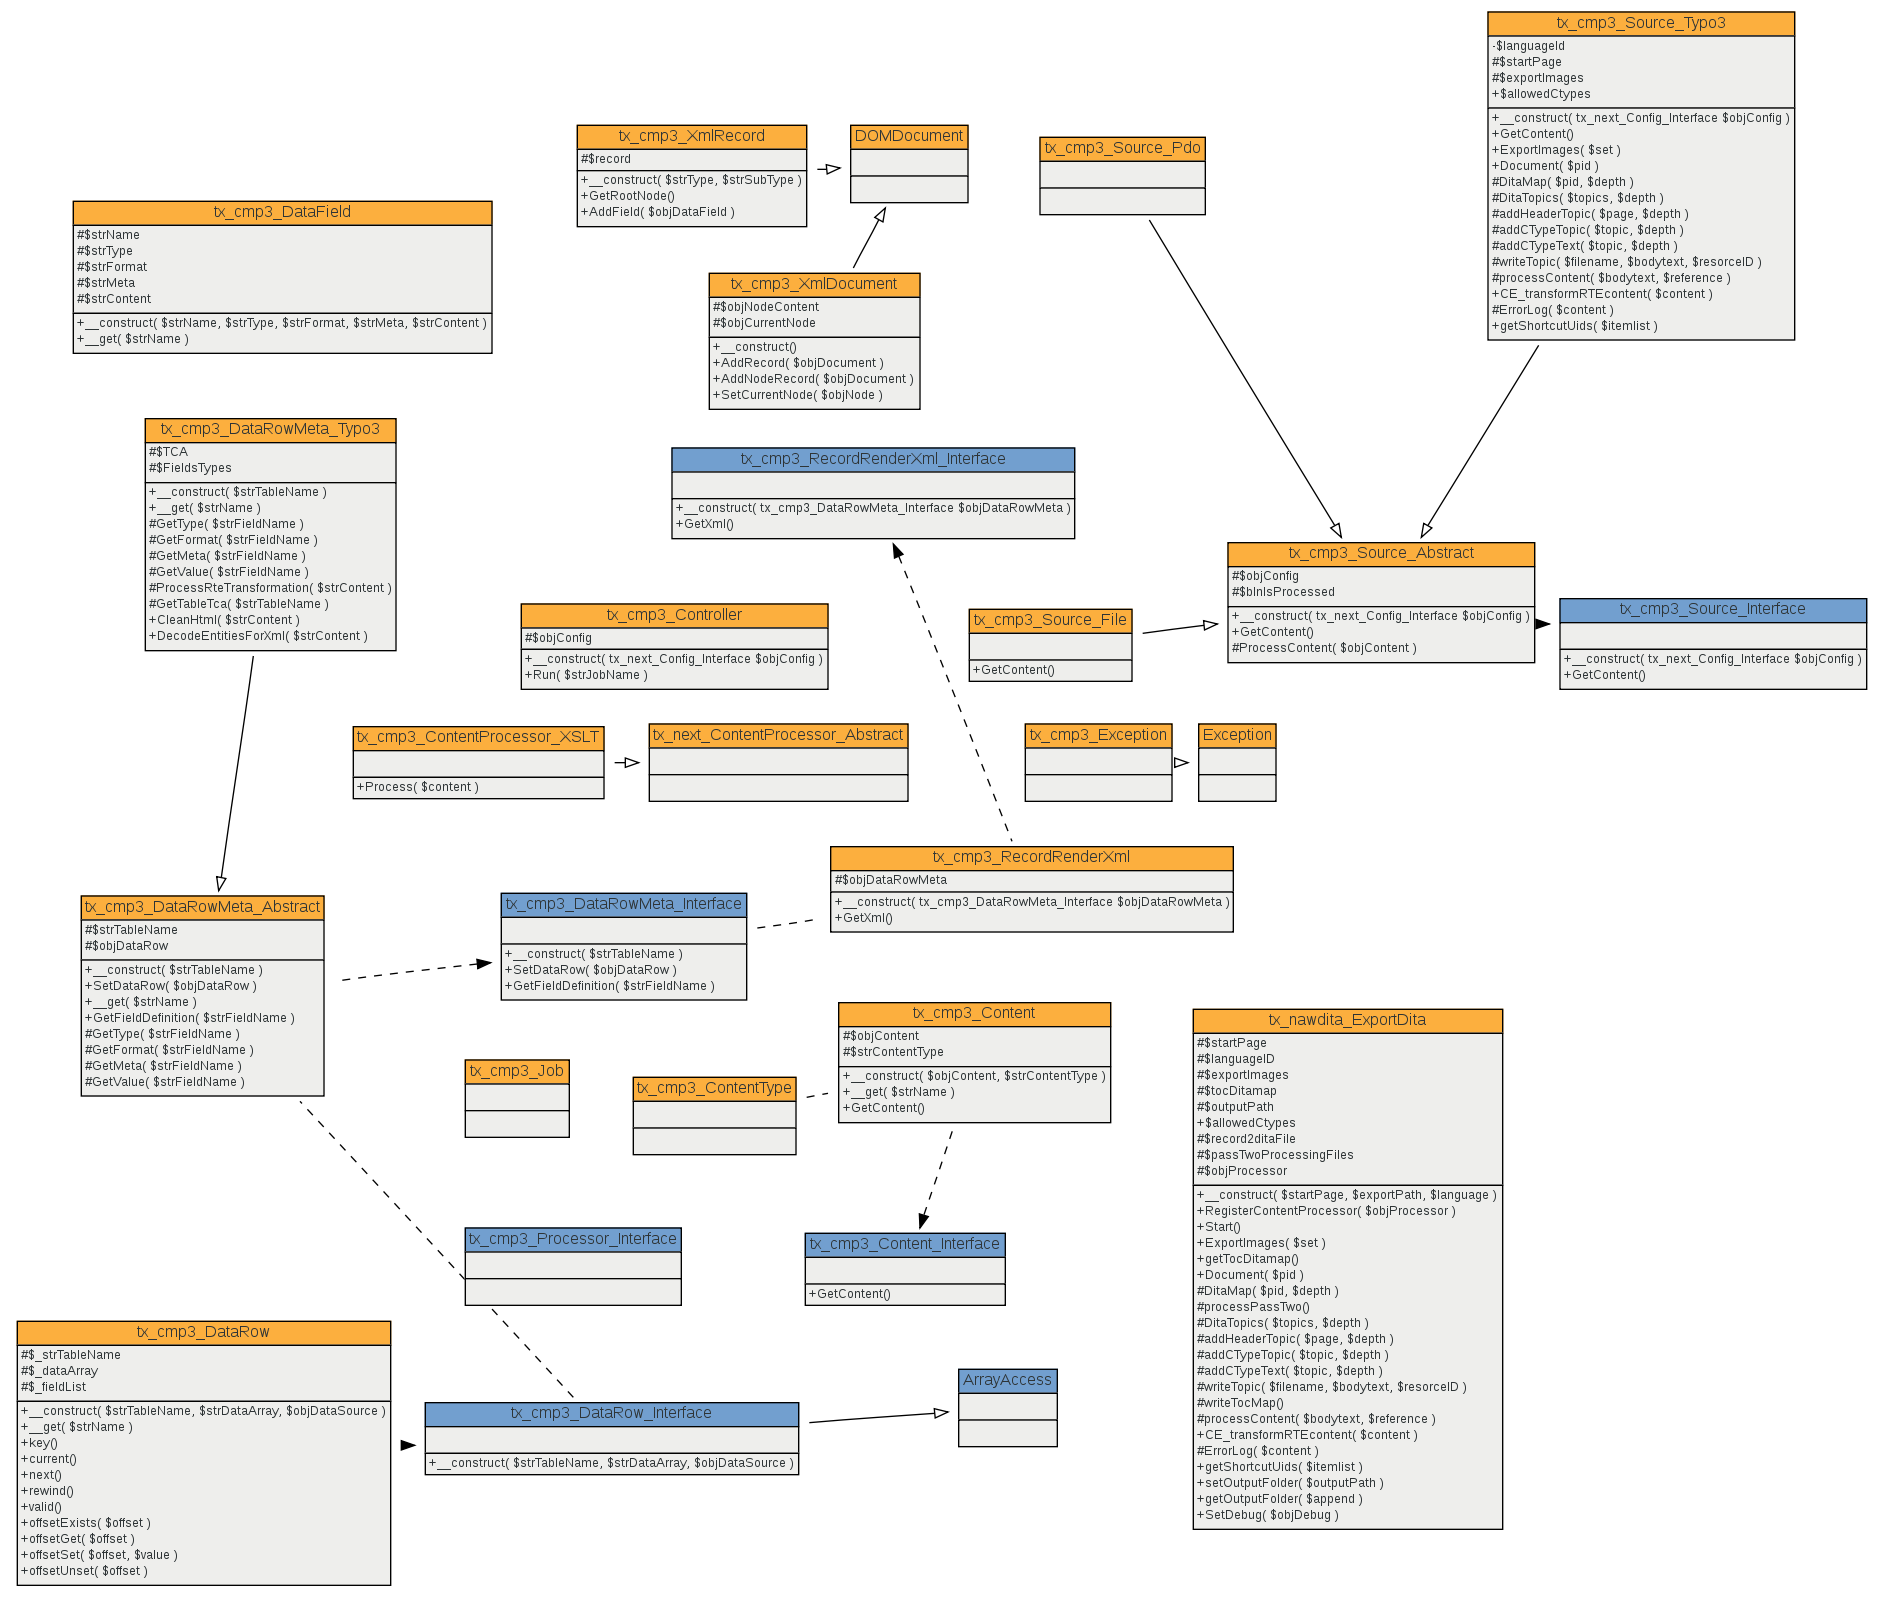 tx_cmp3_Source_Typo3
-$languageId
#$startPage
#$exportImages
+$allowedCtypes
+__construct( tx_next_Config_Interface $objConfig )
+GetContent()
+ExportImages( $set )
+Document( $pid )
#DitaMap( $pid, $depth )
#DitaTopics( $topics, $depth )
#addHeaderTopic( $page, $depth )
#addCTypeTopic( $topic, $depth )
#addCTypeText( $topic, $depth )
#writeTopic( $filename, $bodytext, $resorceID )
#processContent( $bodytext, $reference )
+CE_transformRTEcontent( $content )
#ErrorLog( $content )
+getShortcutUids( $itemlist )
tx_cmp3_XmlRecord
#$record
+__construct( $strType, $strSubType )
+GetRootNode()
+AddField( $objDataField )
DOMDocument
tx_cmp3_Source_Pdo
tx_cmp3_DataField
#$strName
#$strType
#$strFormat
#$strMeta
#$strContent
+__construct( $strName, $strType, $strFormat, $strMeta, $strContent )
+__get( $strName )
tx_cmp3_XmlDocument
#$objNodeContent
#$objCurrentNode
+__construct()
+AddRecord( $objDocument )
+AddNodeRecord( $objDocument )
+SetCurrentNode( $objNode )
tx_cmp3_DataRowMeta_Typo3
#$TCA
#$FieldsTypes
+__construct( $strTableName )
+__get( $strName )
#GetType( $strFieldName )
#GetFormat( $strFieldName )
#GetMeta( $strFieldName )
#GetValue( $strFieldName )
#ProcessRteTransformation( $strContent )
#GetTableTca( $strTableName )
+CleanHtml( $strContent )
+DecodeEntitiesForXml( $strContent )
tx_cmp3_RecordRenderXml_Interface
+__construct( tx_cmp3_DataRowMeta_Interface $objDataRowMeta )
+GetXml()
tx_cmp3_Source_Abstract
#$objConfig
#$blnIsProcessed
+__construct( tx_next_Config_Interface $objConfig )
+GetContent()
#ProcessContent( $objContent )
tx_cmp3_Source_Interface
+__construct( tx_next_Config_Interface $objConfig )
+GetContent()
tx_cmp3_Controller
#$objConfig
+__construct( tx_next_Config_Interface $objConfig )
+Run( $strJobName )
tx_cmp3_Source_File
+GetContent()
tx_cmp3_ContentProcessor_XSLT
+Process( $content )
tx_next_ContentProcessor_Abstract
tx_cmp3_Exception
Exception
tx_cmp3_RecordRenderXml
#$objDataRowMeta
+__construct( tx_cmp3_DataRowMeta_Interface $objDataRowMeta )
+GetXml()
tx_cmp3_DataRowMeta_Abstract
#$strTableName
#$objDataRow
+__construct( $strTableName )
+SetDataRow( $objDataRow )
+__get( $strName )
+GetFieldDefinition( $strFieldName )
#GetType( $strFieldName )
#GetFormat( $strFieldName )
#GetMeta( $strFieldName )
#GetValue( $strFieldName )
tx_cmp3_DataRowMeta_Interface
+__construct( $strTableName )
+SetDataRow( $objDataRow )
+GetFieldDefinition( $strFieldName )
tx_cmp3_Content
#$objContent
#$strContentType
+__construct( $objContent, $strContentType )
+__get( $strName )
+GetContent()
tx_nawdita_ExportDita
#$startPage
#$languageID
#$exportImages
#$tocDitamap
#$outputPath
+$allowedCtypes
#$record2ditaFile
#$passTwoProcessingFiles
#$objProcessor
+__construct( $startPage, $exportPath, $language )
+RegisterContentProcessor( $objProcessor )
+Start()
+ExportImages( $set )
+getTocDitamap()
+Document( $pid )
#DitaMap( $pid, $depth )
#processPassTwo()
#DitaTopics( $topics, $depth )
#addHeaderTopic( $page, $depth )
#addCTypeTopic( $topic, $depth )
#addCTypeText( $topic, $depth )
#writeTopic( $filename, $bodytext, $resorceID )
#writeTocMap()
#processContent( $bodytext, $reference )
+CE_transformRTEcontent( $content )
#ErrorLog( $content )
+getShortcutUids( $itemlist )
+setOutputFolder( $outputPath )
+getOutputFolder( $append )
+SetDebug( $objDebug )
tx_cmp3_Job
tx_cmp3_ContentType
tx_cmp3_Processor_Interface
tx_cmp3_Content_Interface
+GetContent()
tx_cmp3_DataRow
#$_strTableName
#$_dataArray
#$_fieldList
+__construct( $strTableName, $strDataArray, $objDataSource )
+__get( $strName )
+key()
+current()
+next()
+rewind()
+valid()
+offsetExists( $offset )
+offsetGet( $offset )
+offsetSet( $offset, $value )
+offsetUnset( $offset )
tx_cmp3_DataRow_Interface
+__construct( $strTableName, $strDataArray, $objDataSource )
ArrayAccess